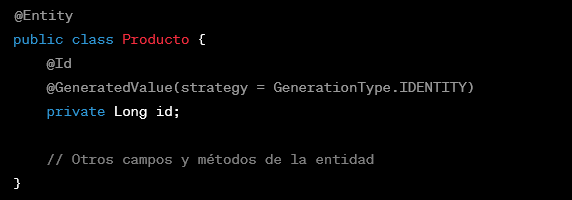 @Entity
public class Producto {
    @Id
    @GeneratedValue(strategy = GenerationType.IDENTITY)
    private Long id;

    // Otros campos y métodos de la entidad
}